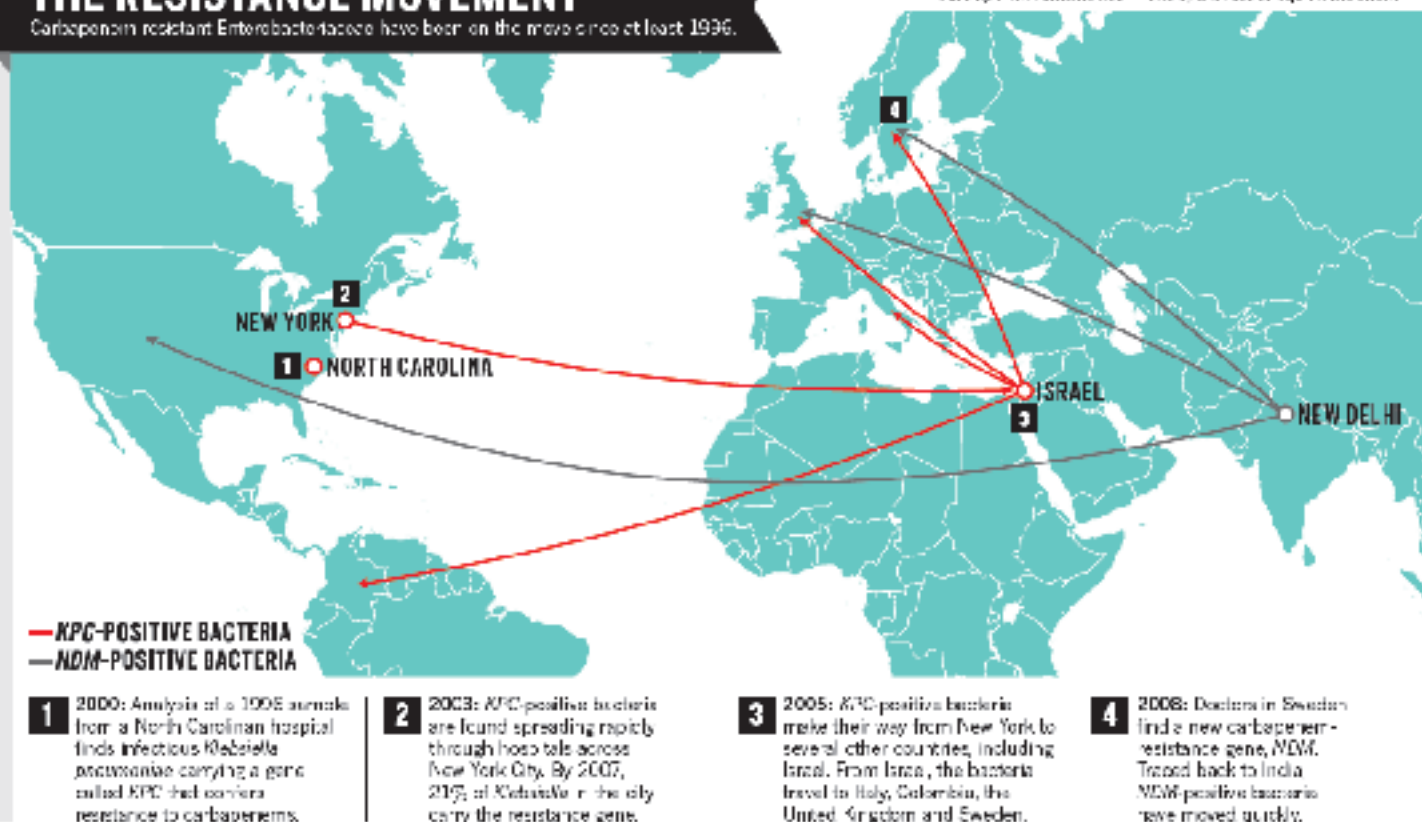 THE RESISTANCE MOVEMENT
Carbapenem-resistant Enterobacteriaceae have been on the move since at least 1996.
4
2
NEW YORK
1
NORTH CAROLINA
ISRAEL
3
NEW DELHI
KPC-POSITIVE BACTERIA
NDM-POSITIVE BACTERIA
1
2000: Analysis of a 1996 sample
from a North Carolinan hospital
finds infectious Klebsiella
pneumoniae carrying a gene
called KPC that confers
resistance to carbapenems.
2
2003: KPC-positive bacteria
are found spreading rapidly
through hospitals across
New York City. By 2007,
21% of Klebsiella in the city
carry the resistance gene.
3
2005: KPC-positive bacteria
make their way from New York to
several other countries, including
Israel. From Israel, the bacteria
travel to Italy, Colombia, the
United Kingdom and Sweden.
4
2008: Doctors in Sweden
find a new carbapenem-
resistance gene, NDM.
Traced back to India
NDM-positive bacteria
have moved quickly.